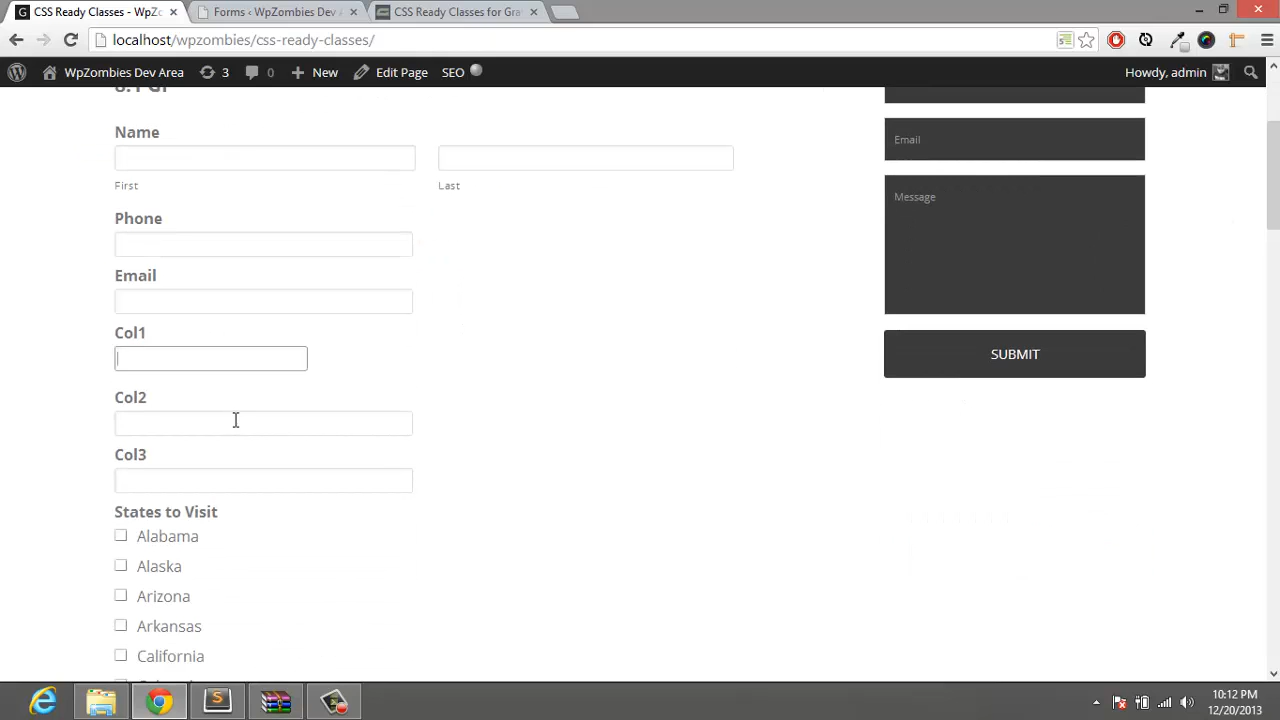 CSS Ready Classes - WpZo
Forms ‹ WpZombies Dev A
CSS Ready Classes for Gra
localhost/wpzombies/css-ready-classes/
WpZombies Dev Area 3 0 New Edit Page SEO Howdy, admin
Name
First Last
Phone
Email
Col1
Col2
Col3
States to Visit
Alabama
Alaska
Arizona
Arkansas
California
Email
Message
SUBMIT
10:12 PM
12/20/2013